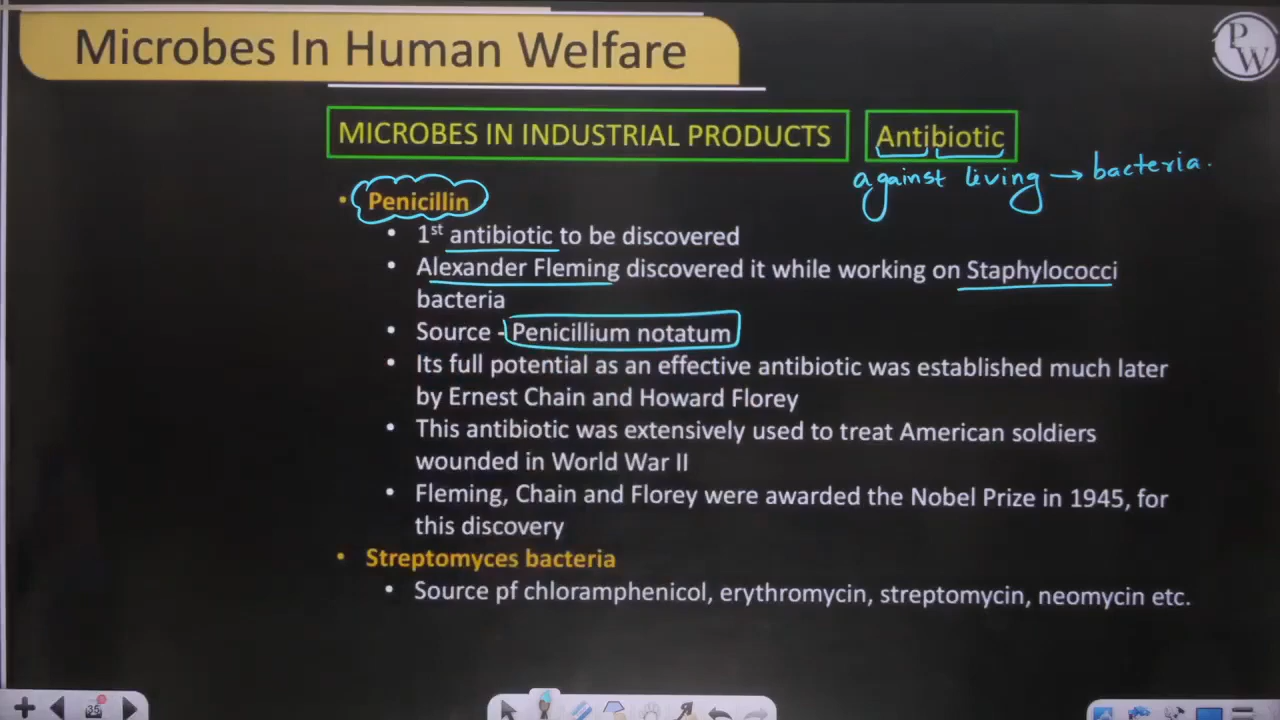 Microbes In Human Welfare
PW
MICROBES IN INDUSTRIAL PRODUCTS
Antibiotic
against living → bacteria.
• Penicillin
• 1st antibiotic to be discovered
• Alexander Fleming discovered it while working on Staphylococci
bacteria
• Source - Penicillium notatum
• Its full potential as an effective antibiotic was established much later
by Ernest Chain and Howard Florey
• This antibiotic was extensively used to treat American soldiers
wounded in World War II
• Fleming, Chain and Florey were awarded the Nobel Prize in 1945, for
this discovery
• Streptomyces bacteria
• Source pf chloramphenicol, erythromycin, streptomycin, neomycin etc.
35